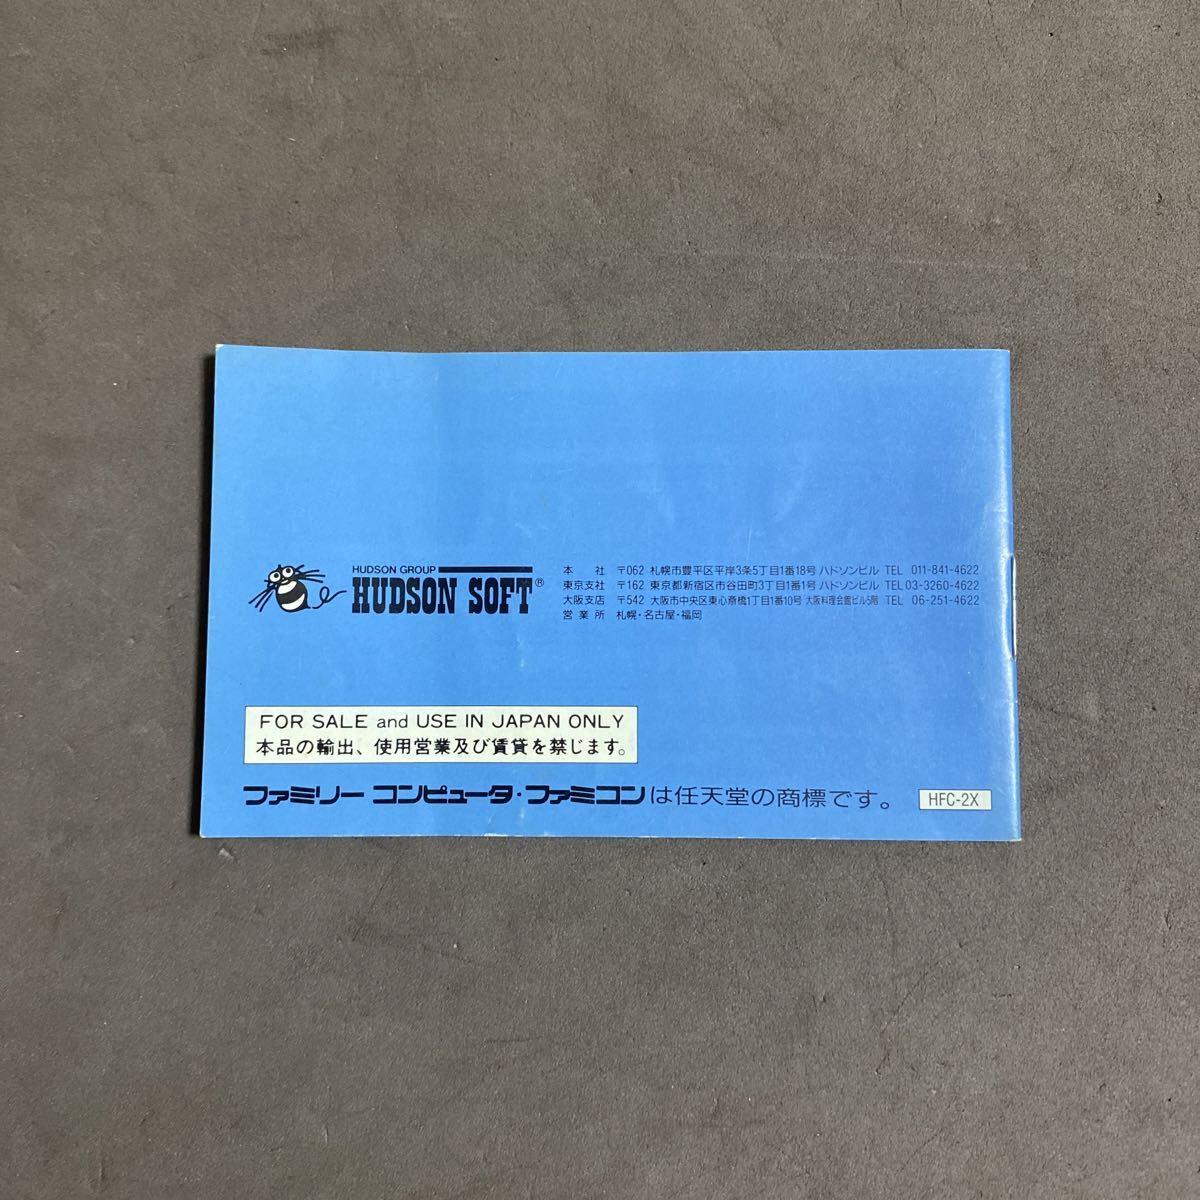 HUDSON GROUP
HUDSON SOFT®
本 社 〒062 札幌市豊平区平岸3条5丁目1番18号 ハドソンビル TEL 011-841-4622
東京支社 〒162 東京都新宿区市谷田町3丁目1番1号 ハドソンビル TEL 03-3260-4622
大阪支店 〒542 大阪市中央区東心斎橋1丁目1番10号 大阪料理会館ビル5階 TEL 06-251-4622
営業所 札幌・名古屋・福岡
FOR SALE and USE IN JAPAN ONLY
本品の輸出、使用営業及び賃貸を禁じます。
ファミリー コンピュータ・ファミコンは任天堂の商標です。
HFC-2X